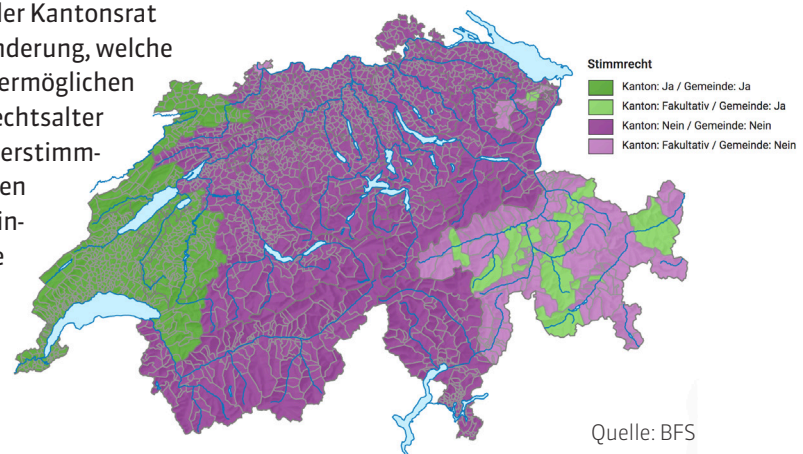 der Kantonsrat
nderung, welche
ermöglichen
echtsalter
erstimm-
en
in-
e
Stimmrecht
Kanton: Ja / Gemeinde: Ja
Kanton: Fakultativ / Gemeinde: Ja
Kanton: Nein / Gemeinde: Nein
Kanton: Fakultativ / Gemeinde: Nein
Quelle: BFS